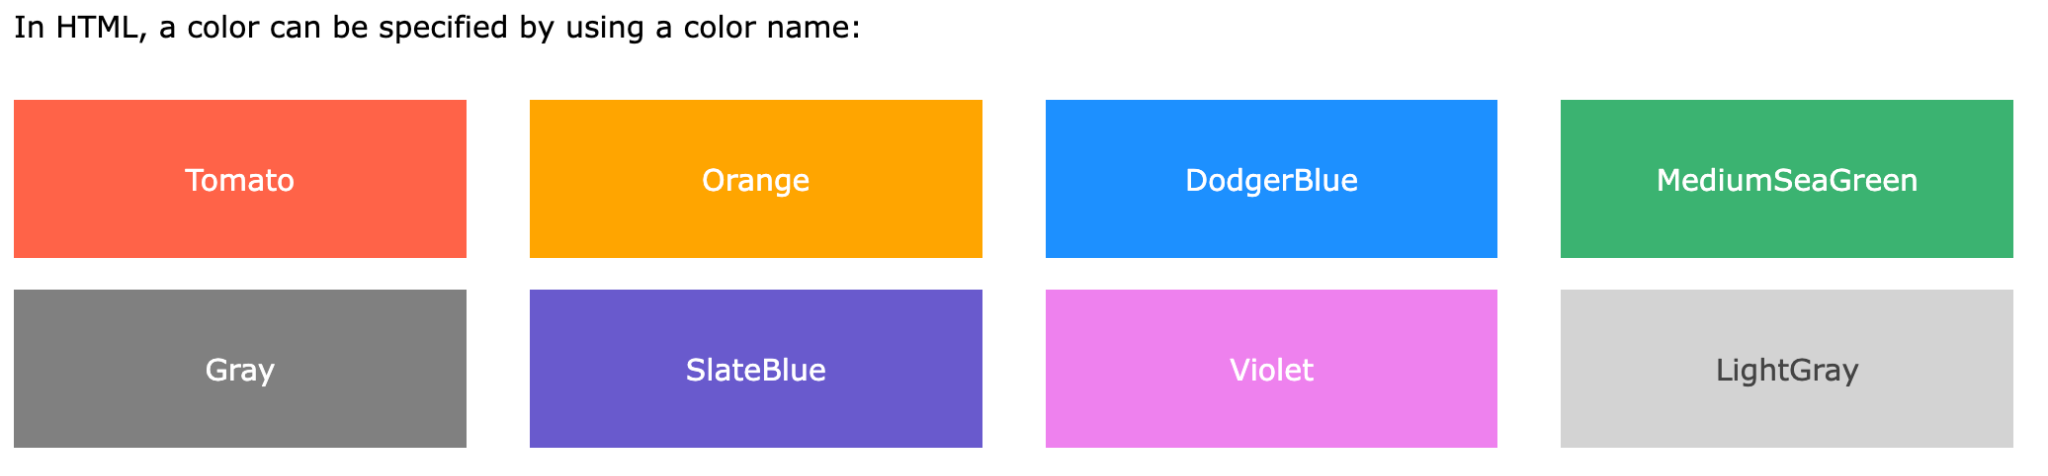 In HTML, a color can be specified by using a color name:
Tomato
Orange
DodgerBlue
MediumSeaGreen
Gray
SlateBlue
Violet
LightGray